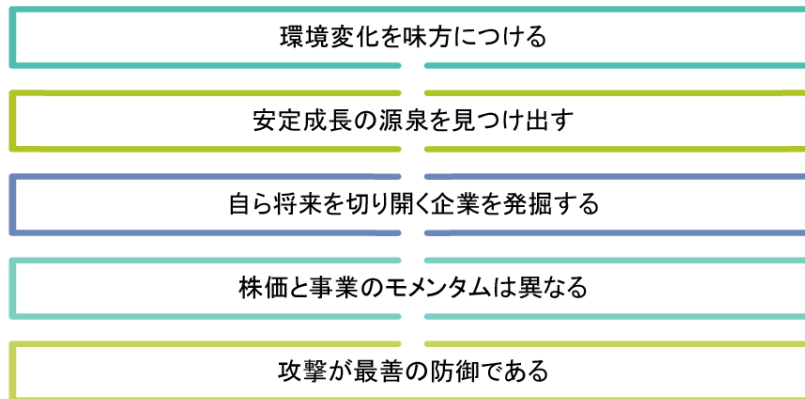 環境変化を味方につける
安定成長の源泉を見つけ出す
自ら将来を切り開く企業を発掘する
株価と事業のモメンタムは異なる
攻撃が最善の防御である